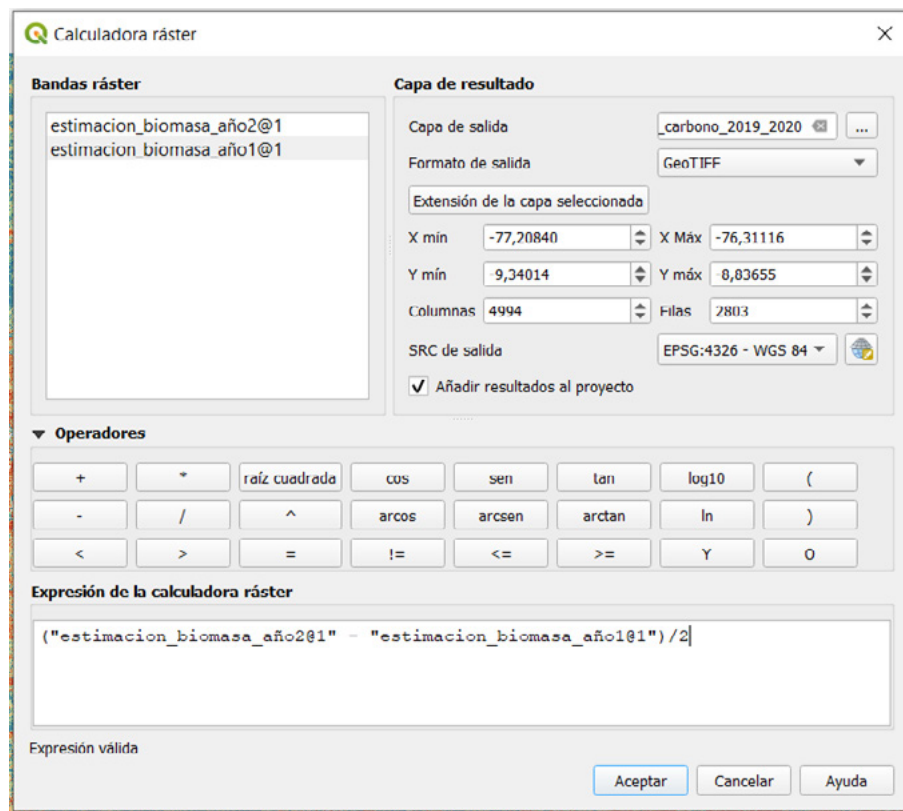 Calculadora ráster
Bandas ráster
estimacion_biomasa_año2@1
estimacion_biomasa_año1@1
Capa de resultado
Capa de salida _carbono_2019_2020 ...
Formato de salida GeoTIFF
Extensión de la capa seleccionada
X mín -77,20840 X Máx -76,31116
Y mín -9,34014 Y máx -8,83655
Columnas 4994 Filas 2803
SRC de salida EPSG:4326 - WGS 84
Añadir resultados al proyecto
Operadores
+ * raíz cuadrada cos sen tan log10 (
- / ^ arcos arcsen arctan ln )
< > = != <= >= Y O
Expresión de la calculadora ráster
("estimacion_biomasa_año2@1" - "estimacion_biomasa_año1@1")/2
Expresión válida
Aceptar Cancelar Ayuda